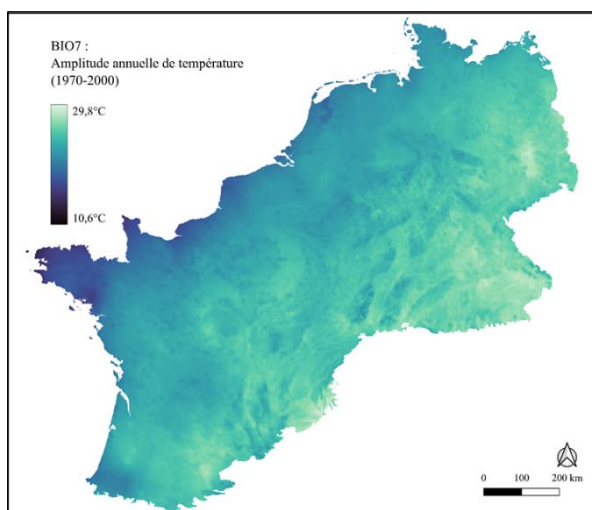 BIO7 :
Amplitude annuelle de température
(1970-2000)
29,8°C
10,6°C
0 100 200 km